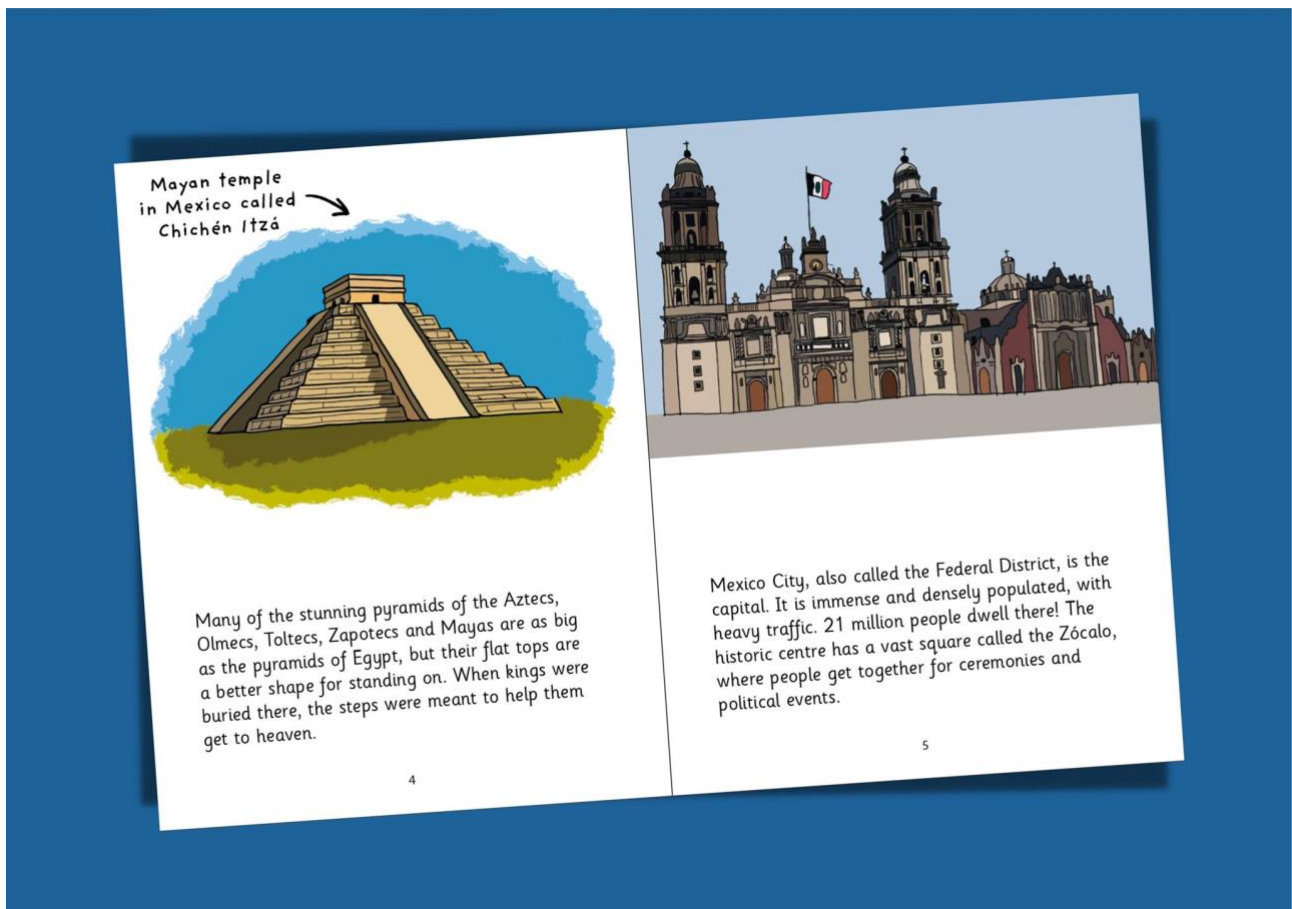 Mayan temple
in Mexico called
Chichén Itzá
Many of the stunning pyramids of the Aztecs,
Olmecs, Toltecs, Zapotecs and Mayas are as big
as the pyramids of Egypt, but their flat tops are
a better shape for standing on. When kings were
buried there, the steps were meant to help them
get to heaven.
4
Mexico City, also called the Federal District, is the
capital. It is immense and densely populated, with
heavy traffic. 21 million people dwell there! The
historic centre has a vast square called the Zócalo,
where people get together for ceremonies and
political events.
5